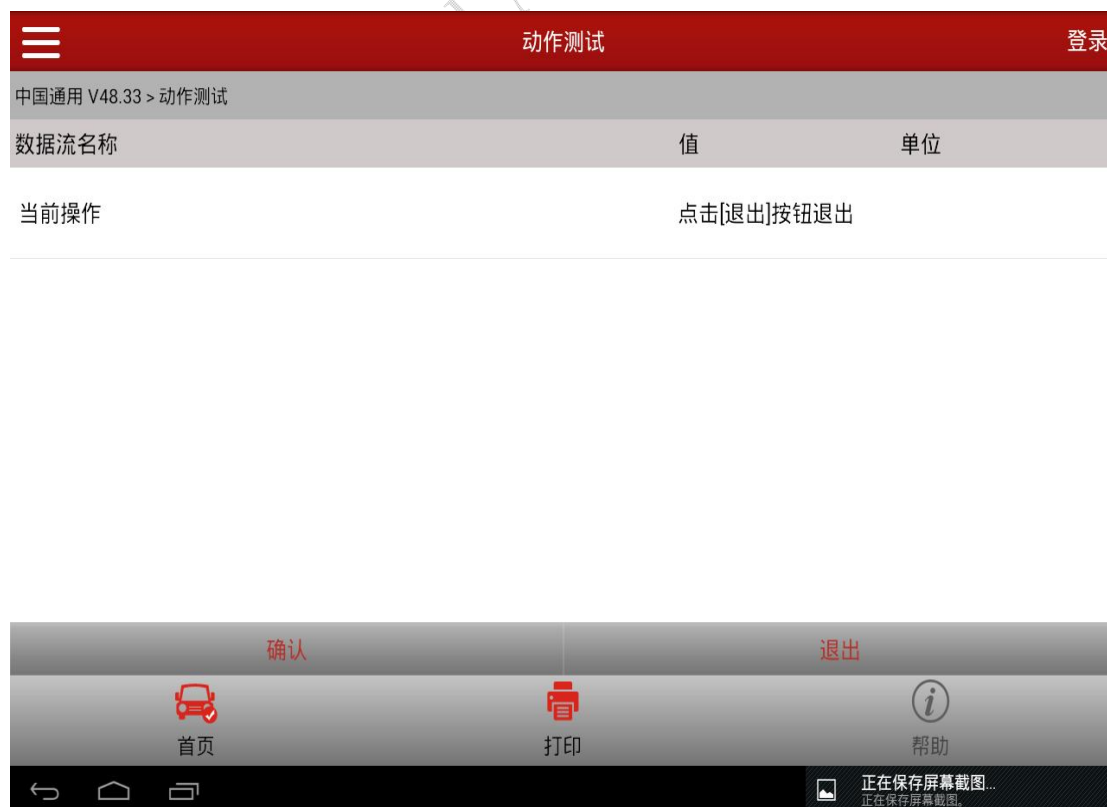 动作测试
登录
中国通用 V48.33 > 动作测试
数据流名称 值 单位
当前操作 点击[退出]按钮退出
确认 退出
首页 打印 帮助
正在保存屏幕截图...
正在保存屏幕截图。